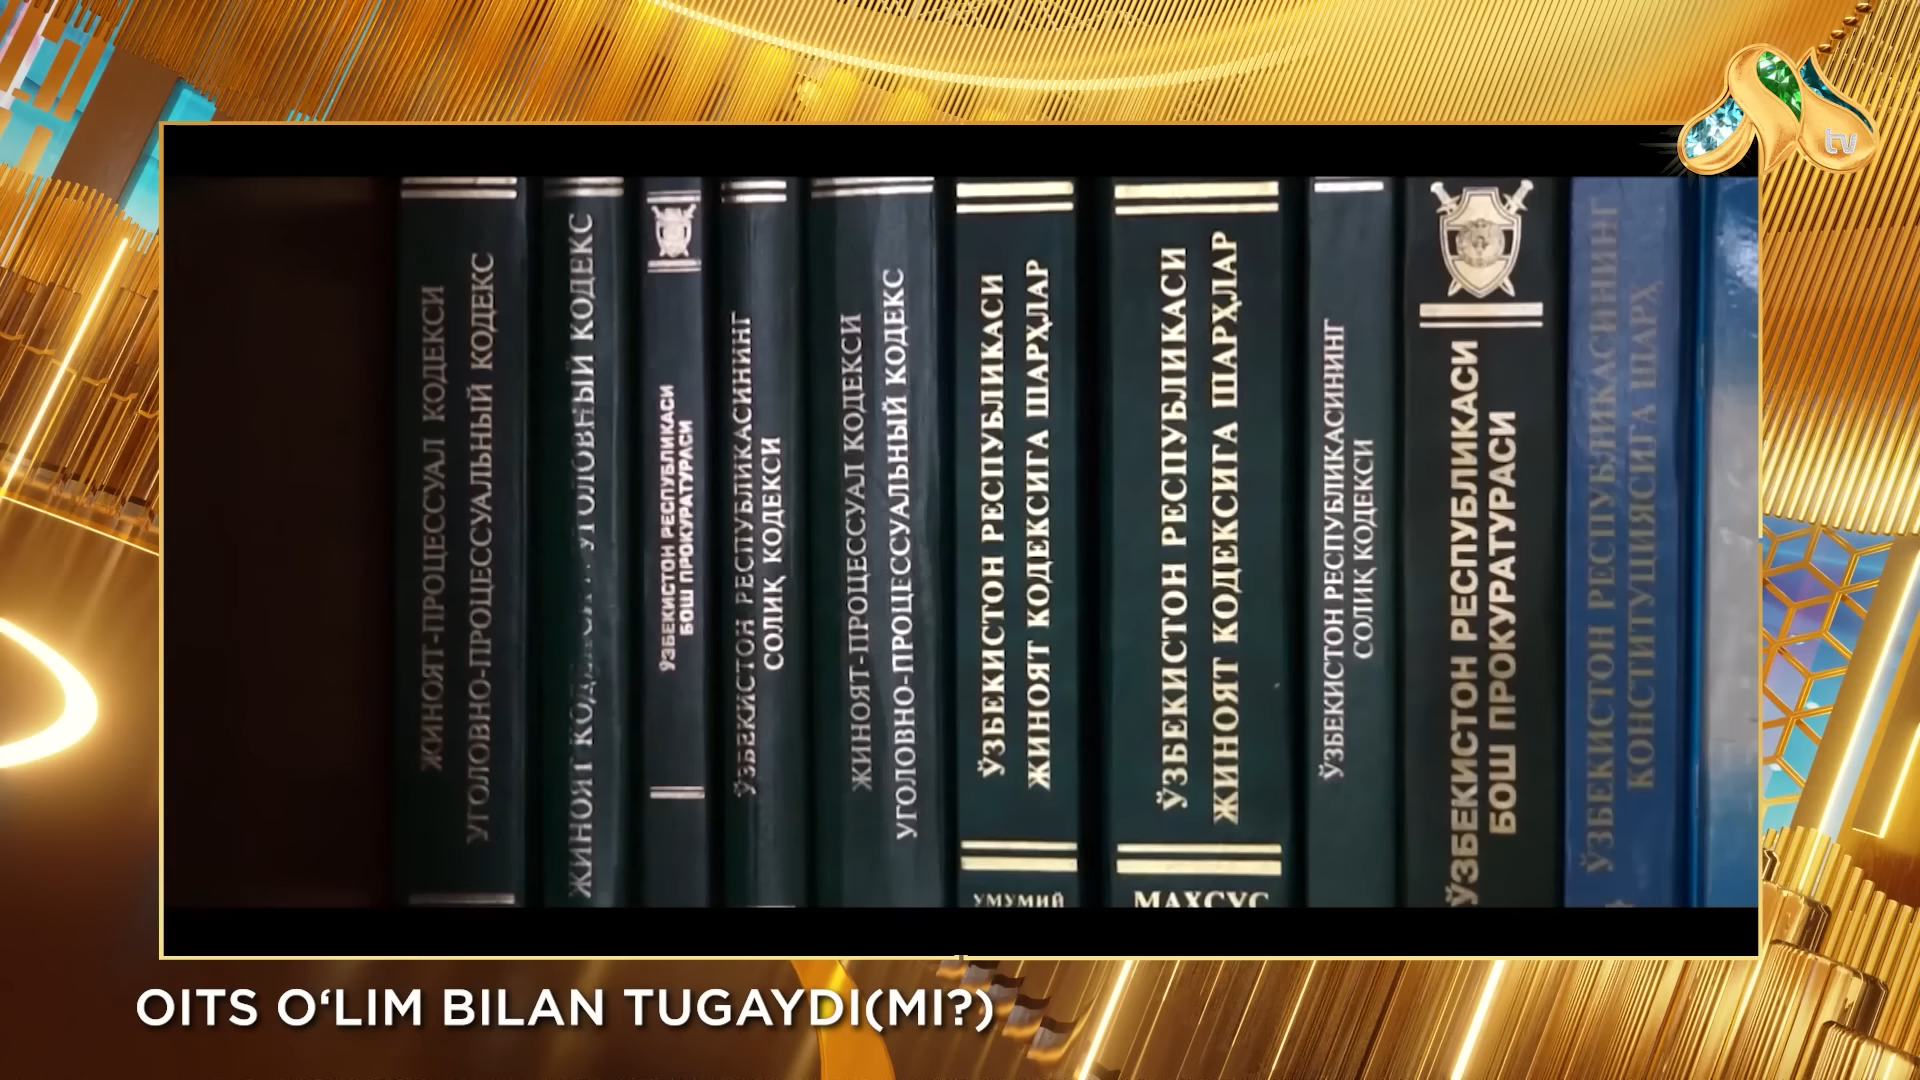 tv
ЖИНОЯТ-ПРОЦЕССУАЛ КОДЕКСИ
УГОЛОВНО-ПРОЦЕССУАЛЬНЫЙ КОДЕКС
ЖИНОЯТ УГОЛОВНЫЙ КОДЕКС
ЎЗБЕКИСТОН РЕСПУБЛИКАСИ
БОШ ПРОКУРАТУРАСИ
ЎЗБЕКИСТОН РЕСПУБЛИКАСИНИНГ
СОЛИҚ КОДЕКСИ
ЖИНОЯТ-ПРОЦЕССУАЛ КОДЕКСИ
УГОЛОВНО-ПРОЦЕССУАЛЬНЫЙ КОДЕКС
ЎЗБЕКИСТОН РЕСПУБЛИКАСИ
ЖИНОЯТ КОДЕКСИГА ШАРҲЛАР
УМУМИЙ
ЎЗБЕКИСТОН РЕСПУБЛИКАСИ
ЖИНОЯТ КОДЕКСИГА ШАРҲЛАР
МАХСУС
ЎЗБЕКИСТОН РЕСПУБЛИКАСИНИНГ
СОЛИҚ КОДЕКСИ
ЎЗБЕКИСТОН РЕСПУБЛИКАСИ
БОШ ПРОКУРАТУРАСИ
ЎЗБЕКИСТОН РЕСПУБЛИКАСИНИНГ
КОНСТИТУЦИЯСИГА ШАРҲ
OITS O‘LIM BILAN TUGAYDI(MI?)